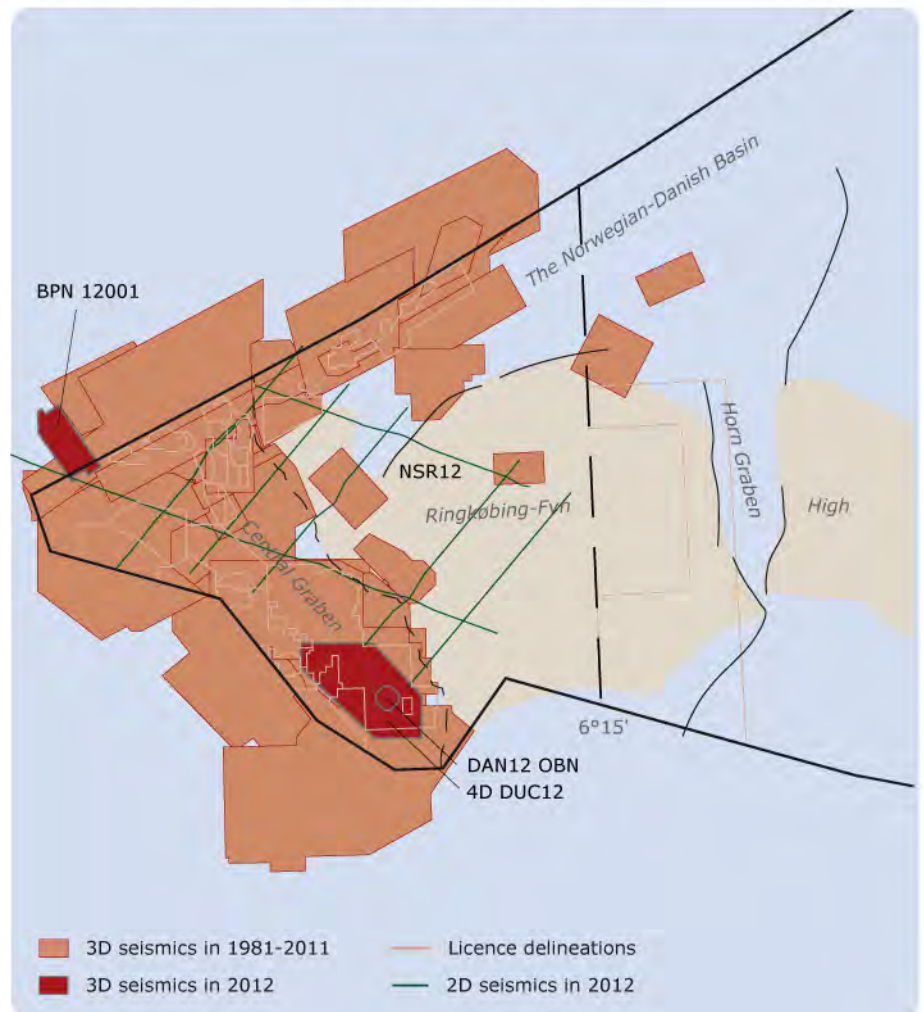 The Norwegian-Danish Basin
BPN 12001
Horn Graben
NSR12
Ringkøbing-Fyn
High
Central Graben
6°15'
DAN12 OBN
4D DUC12
3D seismics in 1981-2011
Licence delineations
3D seismics in 2012
2D seismics in 2012